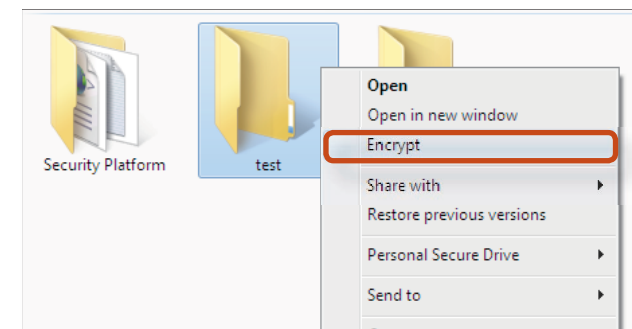 Security Platform
test
Open
Open in new window
Encrypt
Share with
Restore previous versions
Personal Secure Drive
Send to